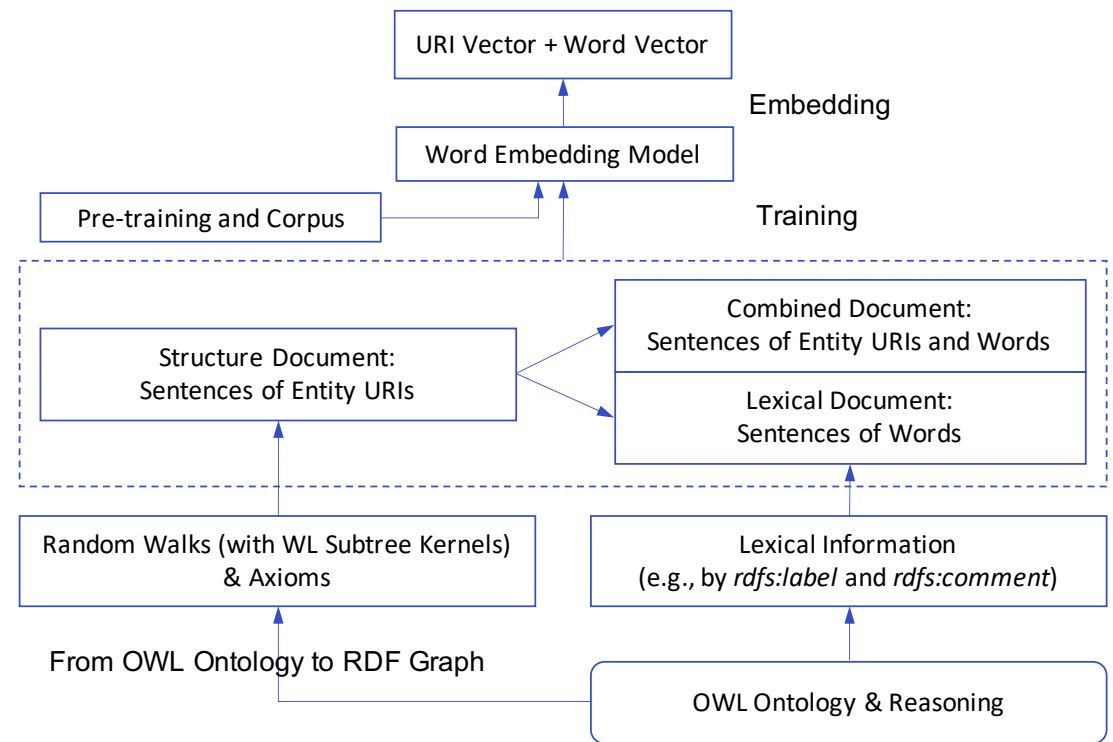 URI Vector + Word Vector
Embedding
Word Embedding Model
Pre-training and Corpus
Training
Combined Document:
Sentences of Entity URIs and Words
Structure Document:
Sentences of Entity URIs
Lexical Document:
Sentences of Words
Random Walks (with WL Subtree Kernels)
& Axioms
Lexical Information
(e.g., by rdfs:label and rdfs:comment)
From OWL Ontology to RDF Graph
OWL Ontology & Reasoning